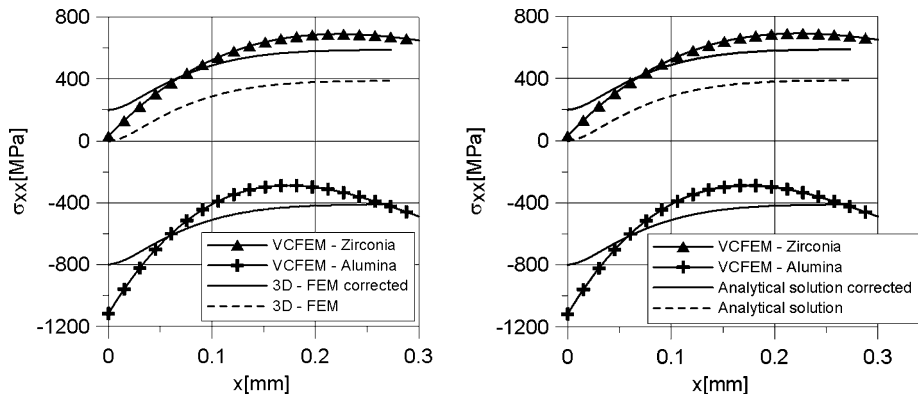 800
400
0
-400
-800
-1200
σxx[MPa]
VCFEM - Zirconia
VCFEM - Alumina
3D - FEM corrected
3D - FEM
0
0.1
0.2
0.3
x[mm]
800
400
0
-400
-800
-1200
σxx[MPa]
VCFEM - Zirconia
VCFEM - Alumina
Analytical solution corrected
Analytical solution
0
0.1
0.2
0.3
x[mm]